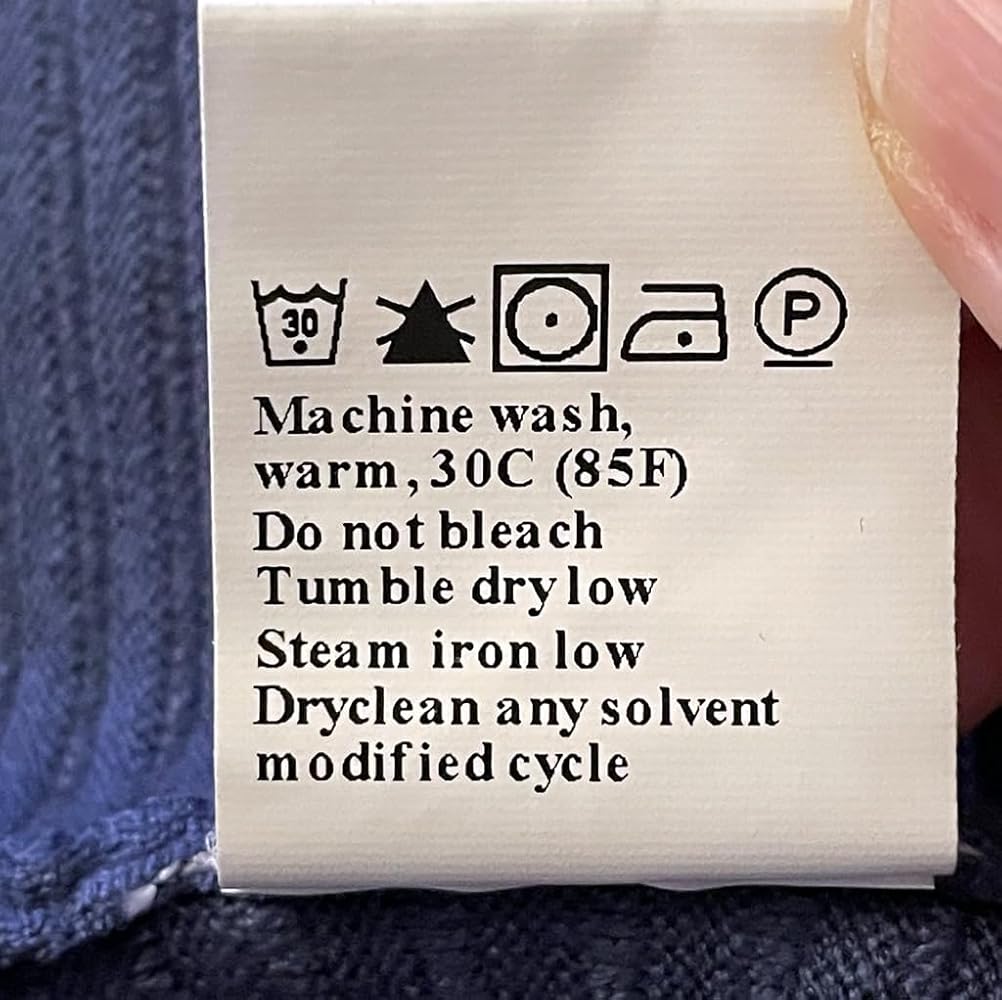 30 P
Machine wash,
warm,30C (85F)
Do not bleach
Tumble dry low
Steam iron low
Dryclean any solvent
modified cycle